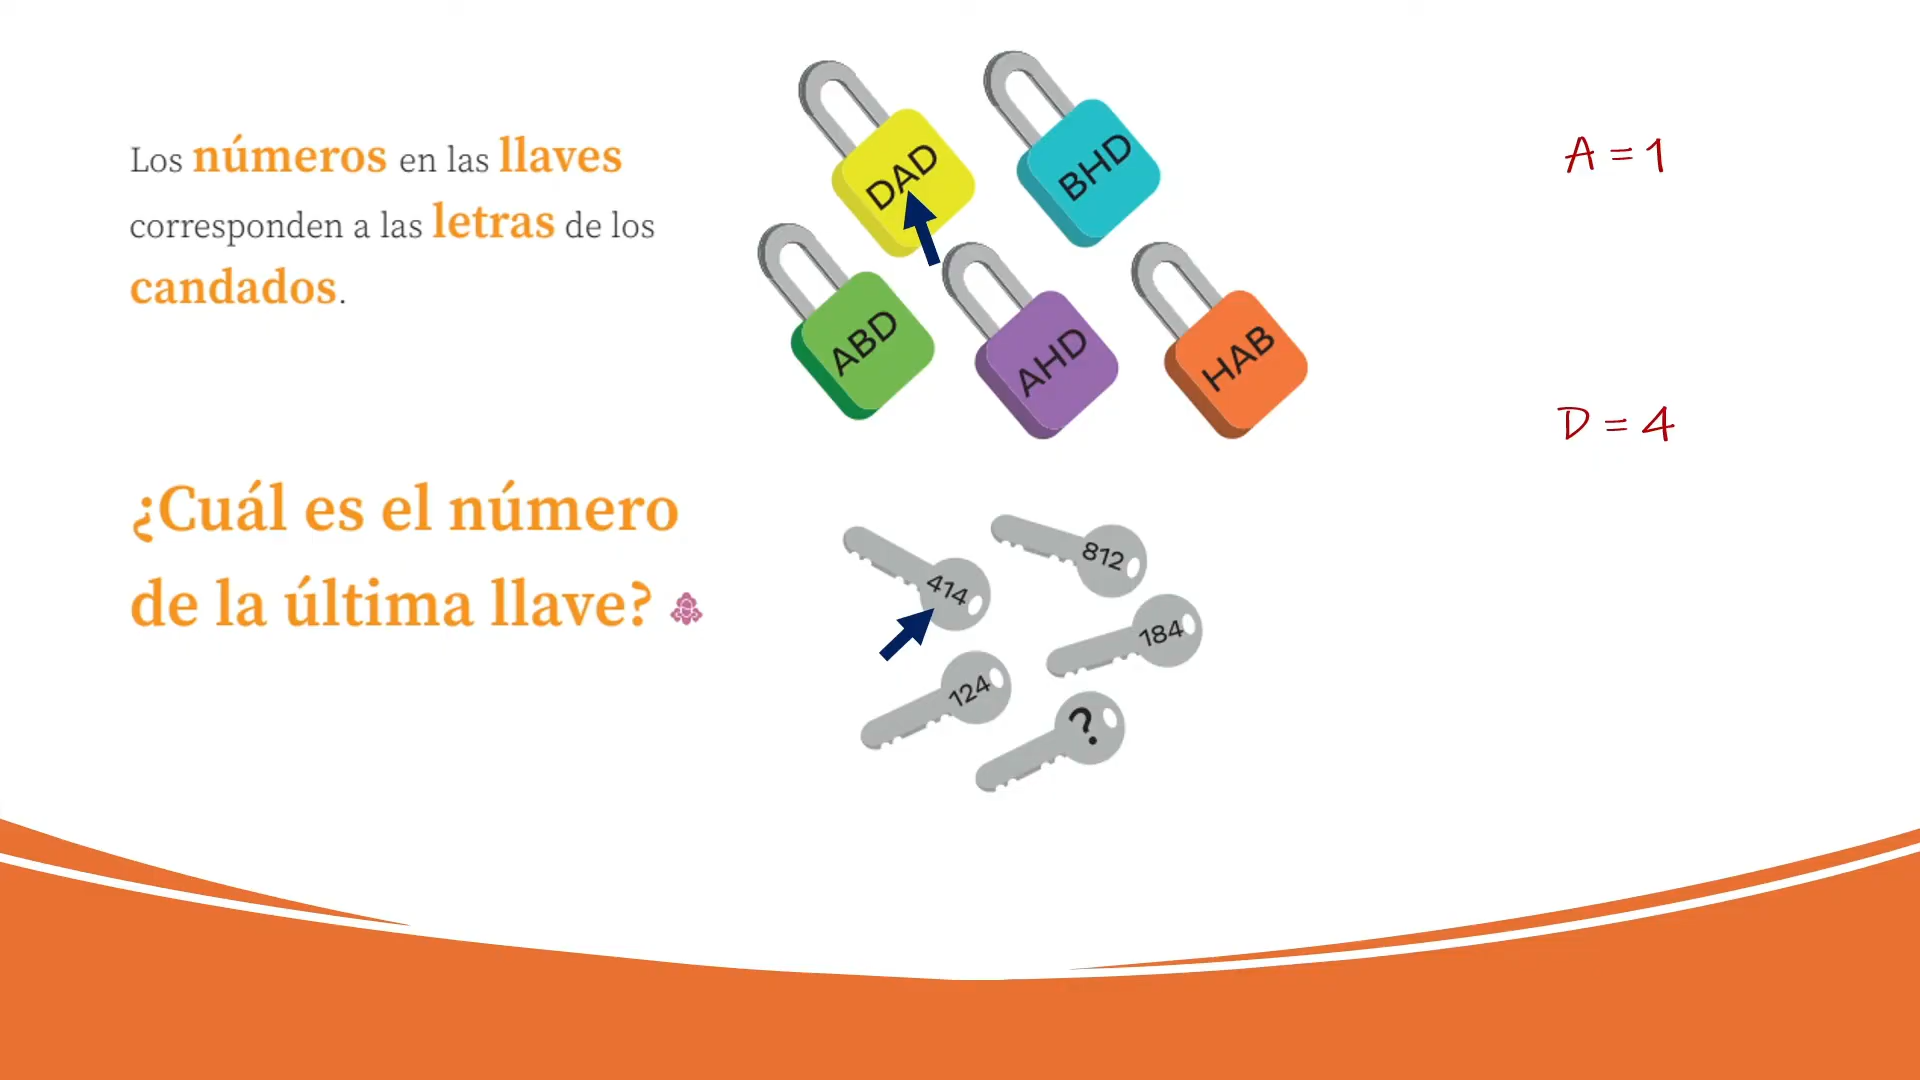 Los números en las llaves
corresponden a las letras de los
candados.
¿Cuál es el número
de la última llave?
DAD
BHD
ABD
AHD
HAB
414
812
184
124
?
A = 1
D = 4